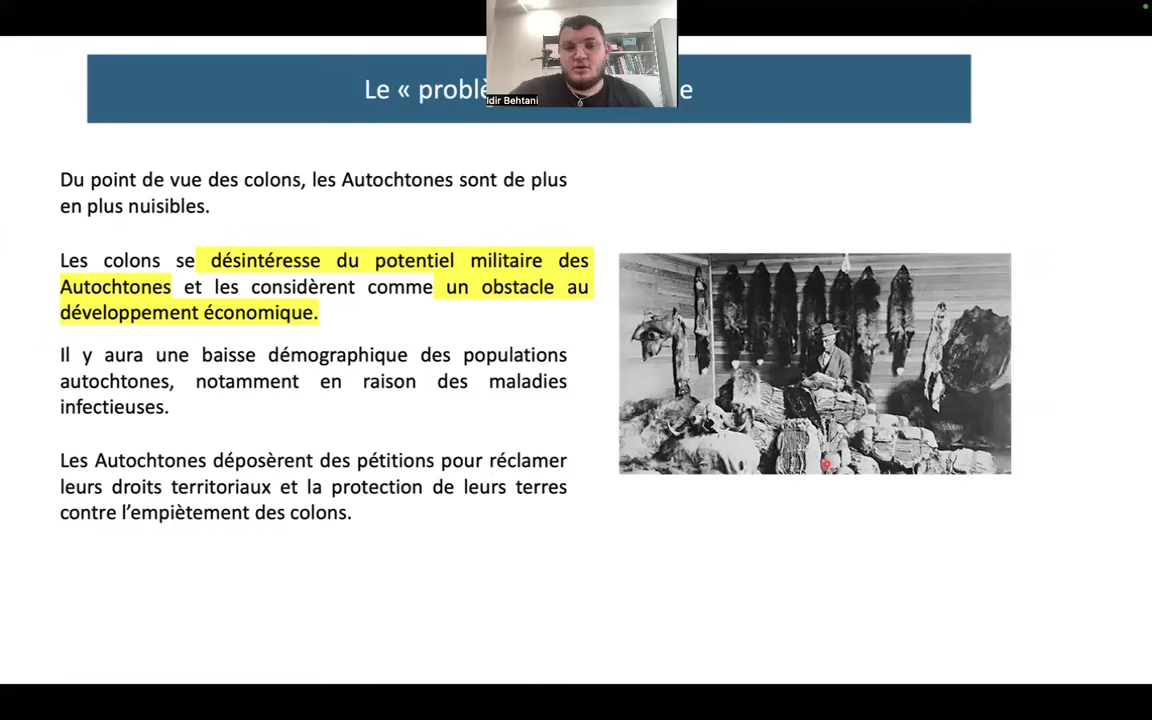 Le « problè
e
Idir Behtani
Du point de vue des colons, les Autochtones sont de plus
en plus nuisibles.
Les colons se désintéresse du potentiel militaire des
Autochtones et les considèrent comme un obstacle au
développement économique.
Il y aura une baisse démographique des populations
autochtones, notamment en raison des maladies
infectieuses.
Les Autochtones déposèrent des pétitions pour réclamer
leurs droits territoriaux et la protection de leurs terres
contre l’empiètement des colons.